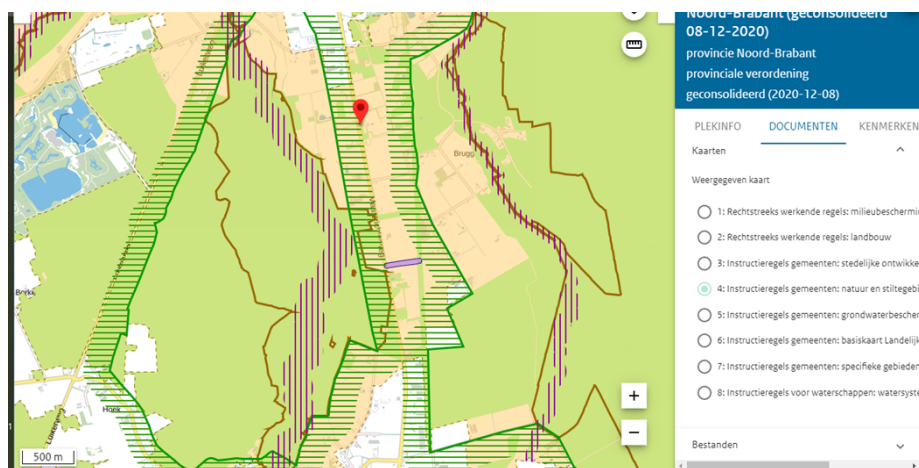 Noord-Brabant (geconsolideerd
08-12-2020)
provincie Noord-Brabant
provinciale verordening
geconsolideerd (2020-12-08)
PLEKINFO DOCUMENTEN KENMERKEN
Kaarten
Weergegeven kaart
1: Rechtstreeks werkende regels: milieubeschermi
2: Rechtstreeks werkende regels: landbouw
3: Instructieregels gemeenten: stedelijke ontwikke
4: Instructieregels gemeenten: natuur en stiltegebi
5: Instructieregels gemeenten: grondwaterbescher
6: Instructieregels gemeenten: basiskaart Landelijk
7: Instructieregels gemeenten: specifieke gebieden
8: Instructieregels voor waterschappen: watersyste
Bestanden
Brugg
Hoek
500 m
+
−